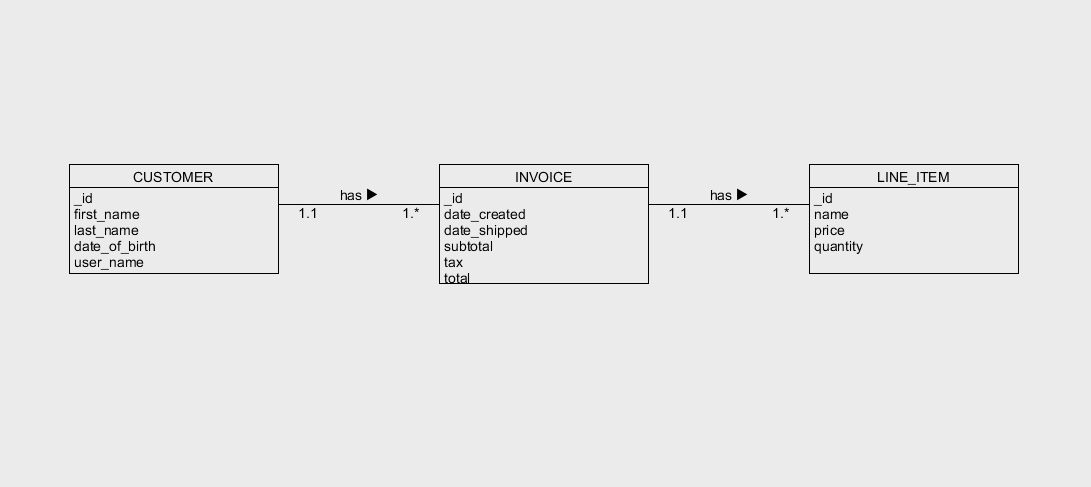 CUSTOMER
_id
first_name
last_name
date_of_birth
user_name
has ▶
1.1 1.*
INVOICE
_id
date_created
date_shipped
subtotal
tax
total
has ▶
1.1 1.*
LINE_ITEM
_id
name
price
quantity